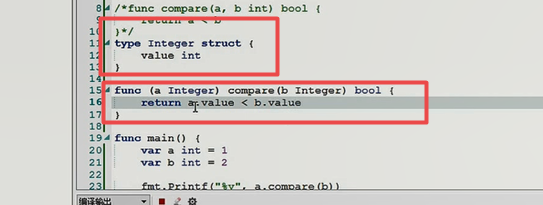 8 /*func compare(a, b int) bool {
9 return a < b
10 }*/
11 type Integer struct {
12 value int
13 }
14
15 func (a Integer) compare(b Integer) bool {
16 return a.value < b.value
17 }
18
19 func main() {
20 var a int = 1
21 var b int = 2
22
23 fmt.Printf("%v", a.compare(b))
编译输出